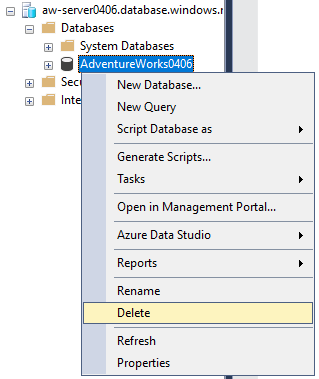 aw-server0406.database.windows.
Databases
System Databases
AdventureWorks0406
Secu
Inte
New Database...
New Query
Script Database as
Generate Scripts...
Tasks
Open in Management Portal...
Azure Data Studio
Reports
Rename
Delete
Refresh
Properties